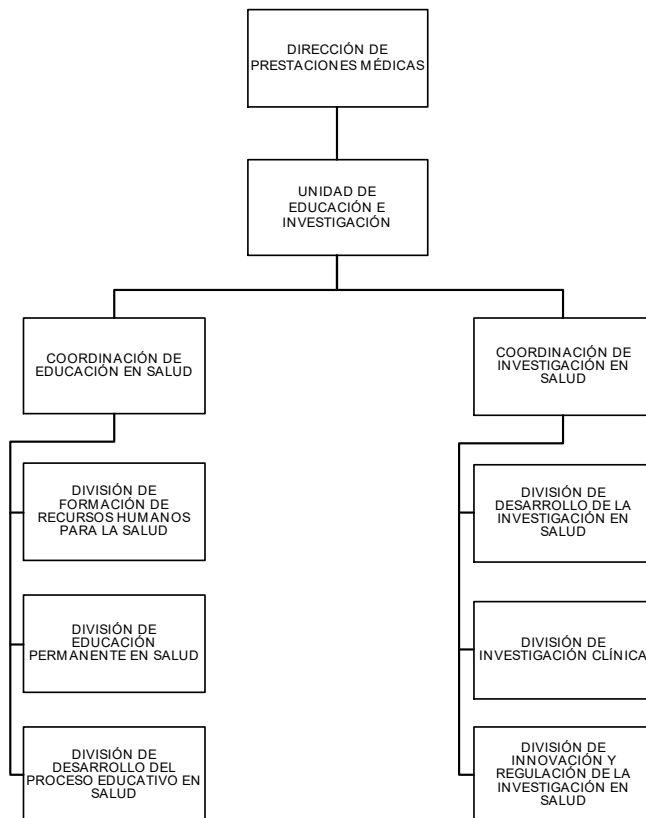 DIRECCIÓN DE
PRESTACIONES MÉDICAS
UNIDAD DE
EDUCACIÓN E
INVESTIGACIÓN
COORDINACIÓN DE
EDUCACIÓN EN SALUD
DIVISIÓN DE
FORMACIÓN DE
RECURSOS HUMANOS
PARA LA SALUD
DIVISIÓN DE
EDUCACIÓN
PERMANENTE EN SALUD
DIVISIÓN DE
DESARROLLO DEL
PROCESO EDUCATIVO EN
SALUD
COORDINACIÓN DE
INVESTIGACIÓN EN
SALUD
DIVISIÓN DE
DESARROLLO DE LA
INVESTIGACIÓN EN
SALUD
DIVISIÓN DE
INVESTIGACIÓN CLÍNICA
DIVISIÓN DE
INNOVACIÓN Y
REGULACIÓN DE LA
INVESTIGACIÓN EN
SALUD